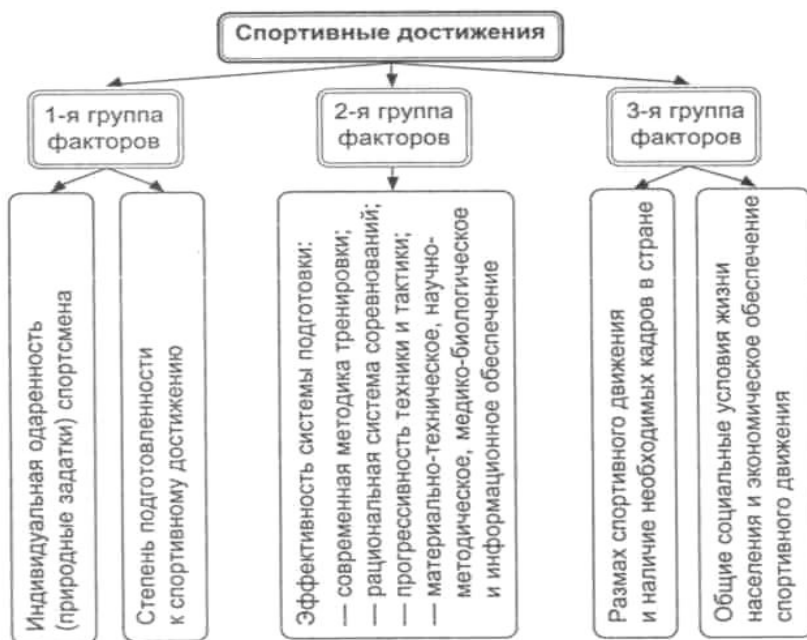 Спортивные достижения
1-я группа
факторов
2-я группа
факторов
3-я группа
факторов
Индивидуальная одаренность
(природные задатки) спортсмена
Степень подготовленности
к спортивному достижению
Эффективность системы подготовки:
— современная методика тренировки;
— рациональная система соревнований;
— прогрессивность техники и тактики;
— материально-техническое, научно-
методическое, медико-биологическое
и информационное обеспечение
Размах спортивного движения
и наличие необходимых кадров в стране
Общие социальные условия жизни
населения и экономическое обеспечение
спортивного движения